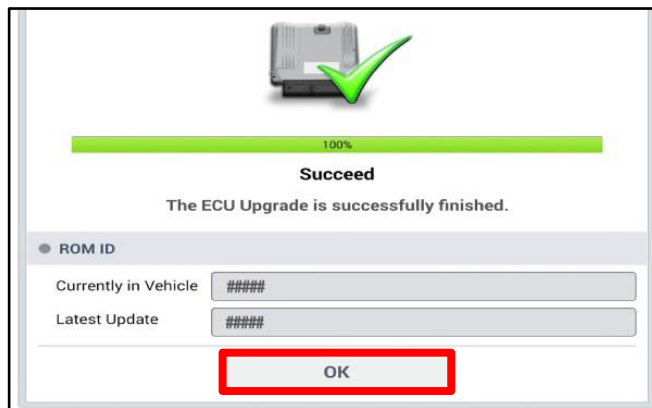 100%
Succeed
The ECU Upgrade is successfully finished.
ROM ID
Currently in Vehicle #####
Latest Update #####
OK